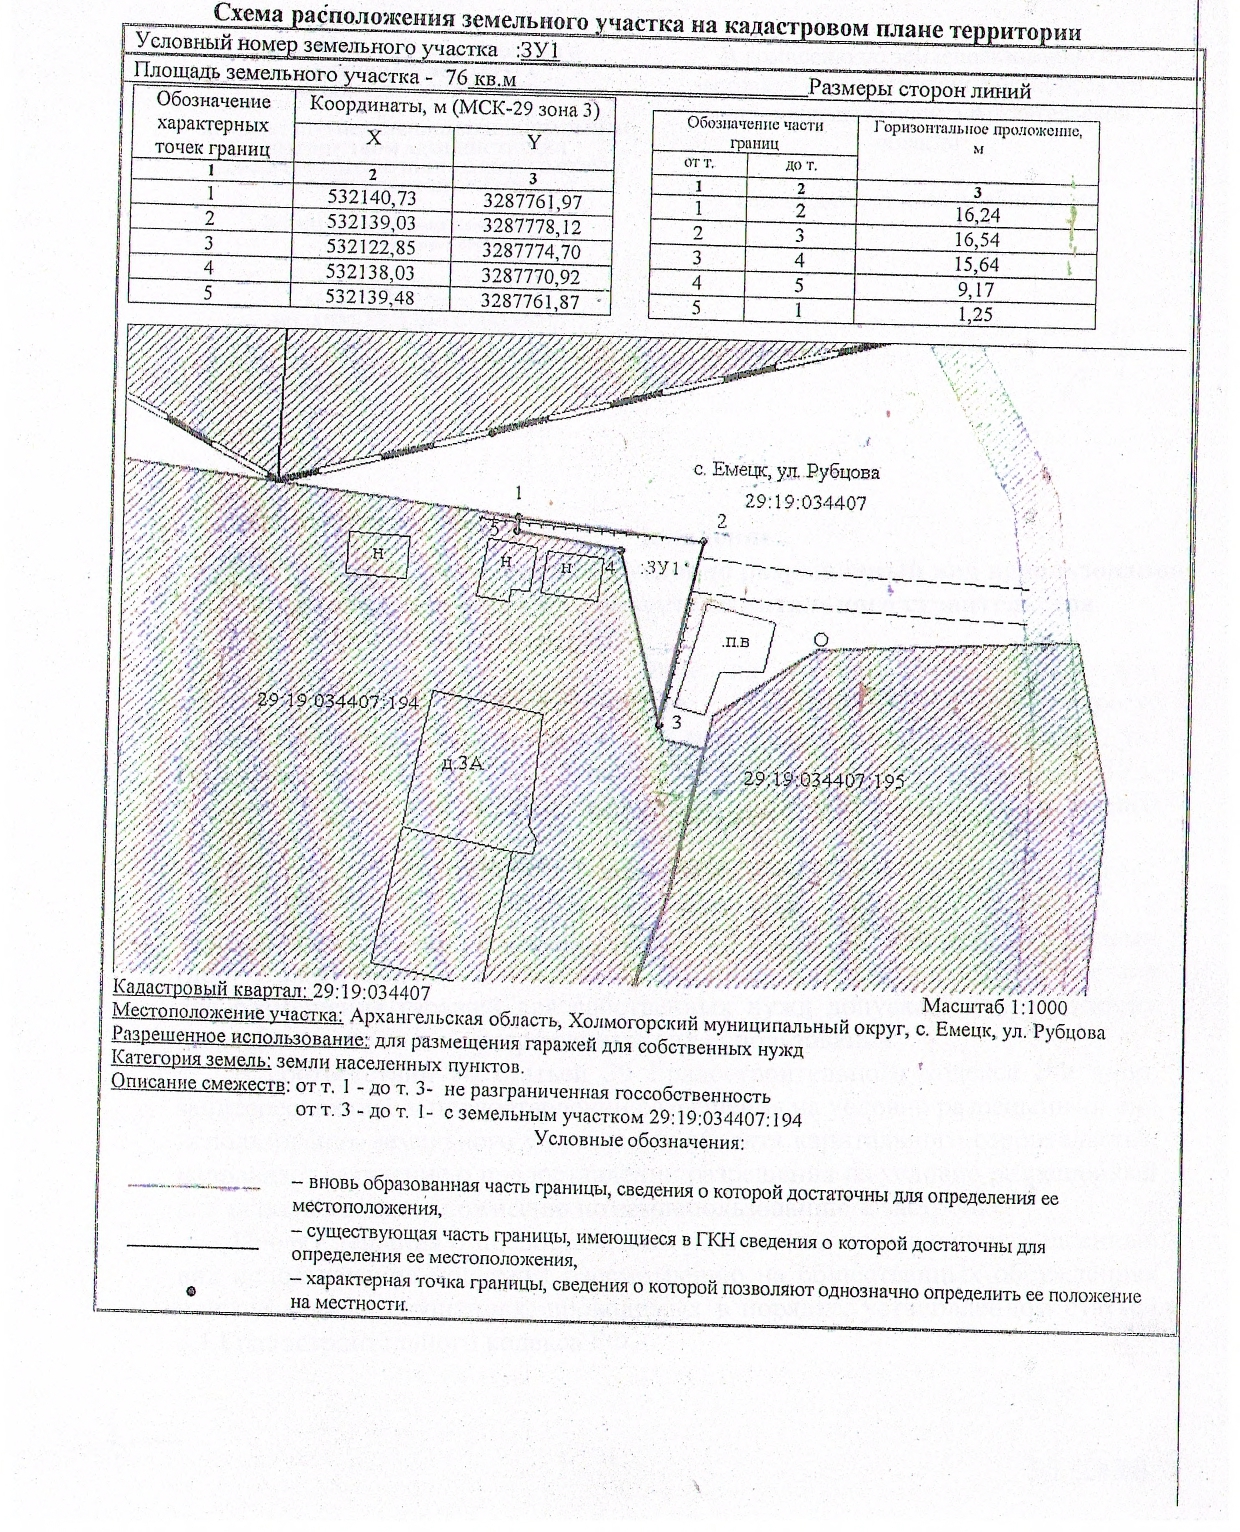 Схема расположения земельного участка на кадастровом плане территории
Условный номер земельного участка :ЗУ1
Площадь земельного участка - 76 кв.м
Размеры сторон линий
Обозначение характерных точек границ Координаты, м (МСК-29 зона 3)
X Y
1 2 3
1 532140,73 3287761,97
2 532139,03 3287778,12
3 532122,85 3287774,70
4 532138,03 3287770,92
5 532139,48 3287761,87
Обозначение части границ Горизонтальное проложение, м
от т. до т.
1 2 3
1 2 16,24
2 3 16,54
3 4 15,64
4 5 9,17
5 1 1,25
с. Емецк, ул. Рубцова
29:19:034407
1
2
5
н
н
н
4
:ЗУ1
.п.в
3
29:19:034407:194
д.3А
29:19:034407:195
Кадастровый квартал: 29:19:034407
Масштаб 1:1000
Местоположение участка: Архангельская область, Холмогорский муниципальный округ, с. Емецк, ул. Рубцова
Разрешенное использование: для размещения гаражей для собственных нужд
Категория земель: земли населенных пунктов.
Описание смежеств: от т. 1 - до т. 3- не разграниченная госсобственность
от т. 3 - до т. 1- с земельным участком 29:19:034407:194
Условные обозначения:
– вновь образованная часть границы, сведения о которой достаточны для определения ее
местоположения,
– существующая часть границы, имеющиеся в ГКН сведения о которой достаточны для
определения ее местоположения,
– характерная точка границы, сведения о которой позволяют однозначно определить ее положение
на местности.